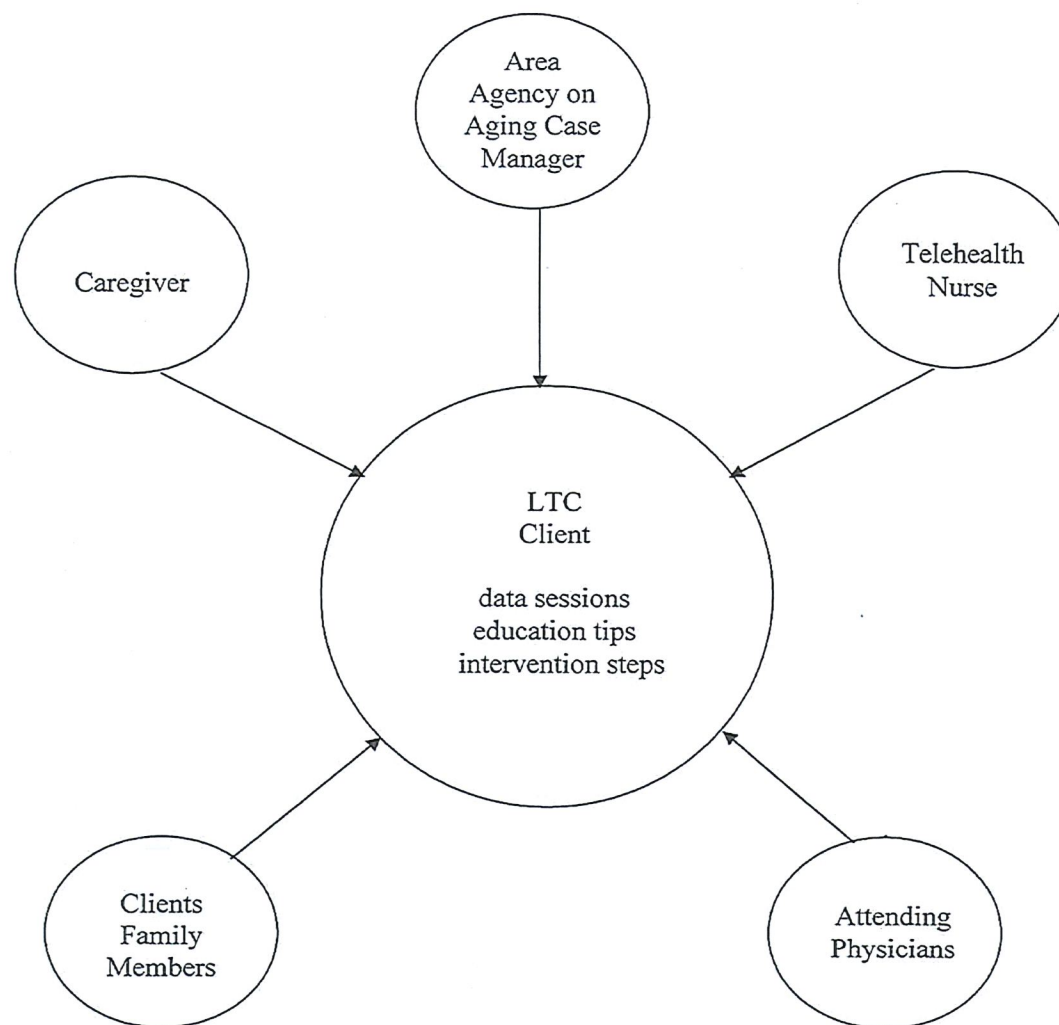 Area
Agency on
Aging Case
Manager
Caregiver
Telehealth
Nurse
LTC
Client
data sessions
education tips
intervention steps
Clients
Family
Members
Attending
Physicians